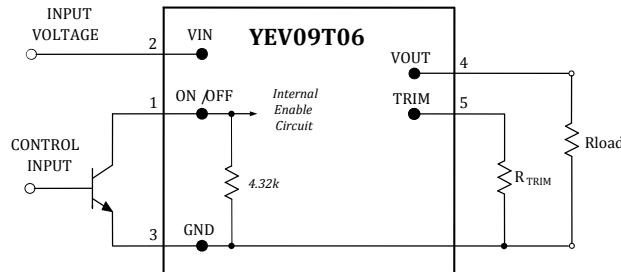 INPUT
VOLTAGE
2
VIN
YEV09T06
VOUT
4
1
ON /OFF
Internal
Enable
Circuit
TRIM
5
CONTROL
INPUT
4.32k
R TRIM
Rload
3
GND